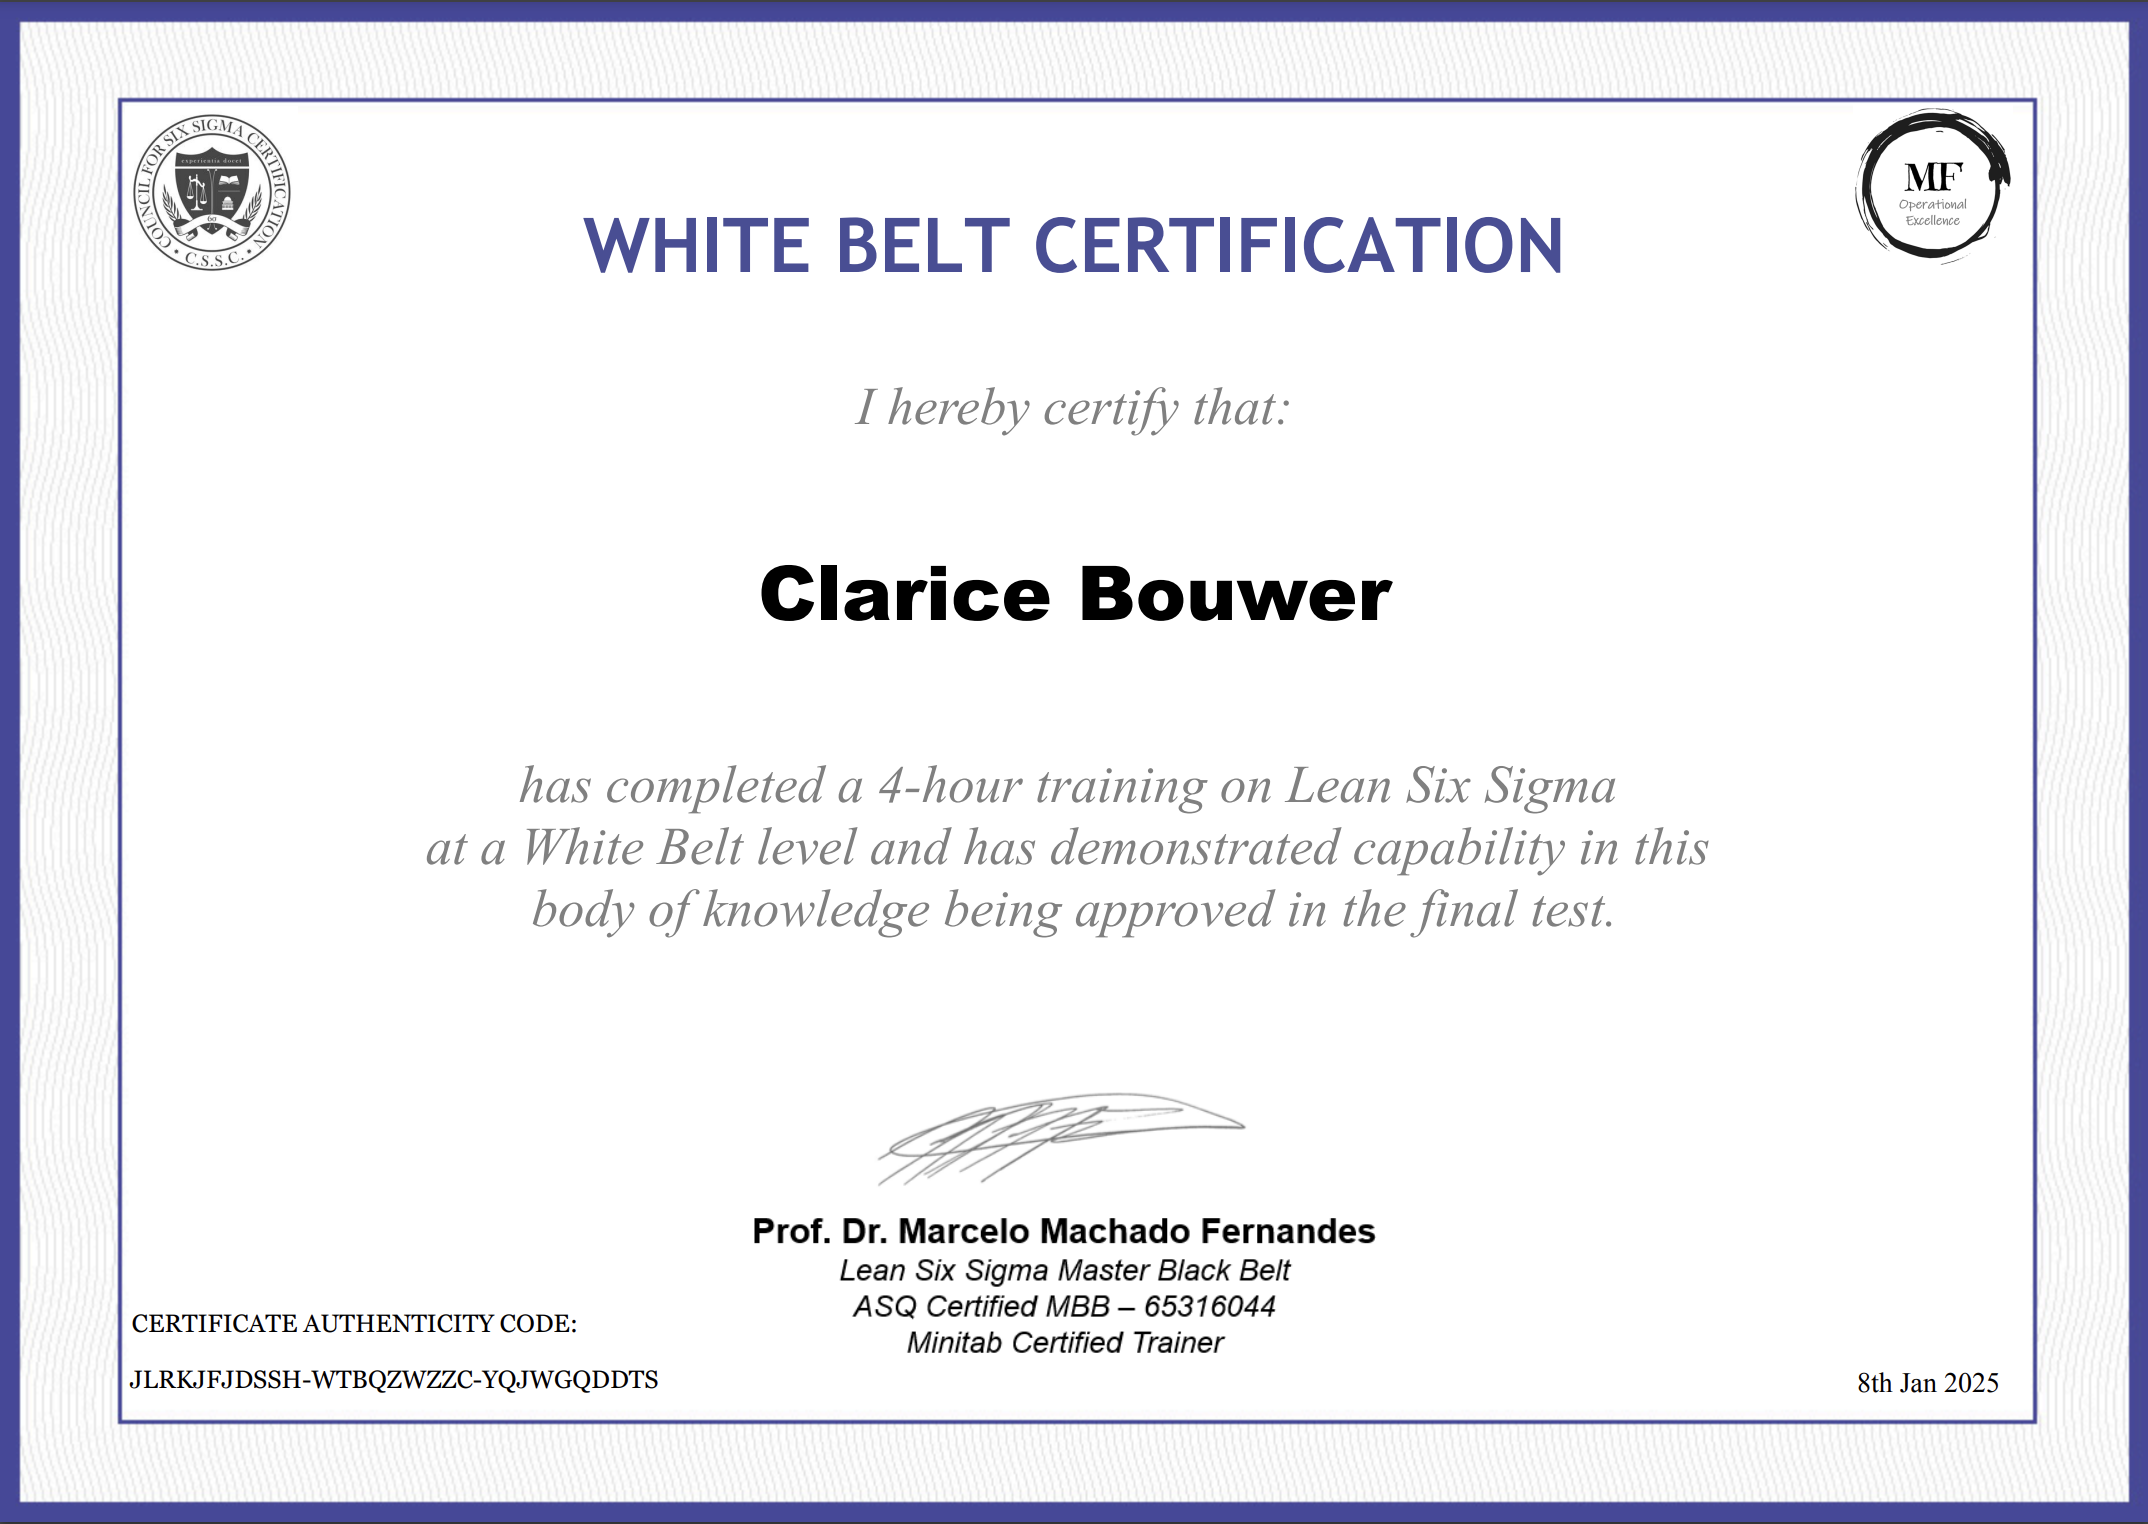 COUNCIL FOR SIX SIGMA CERTIFICATION
experientia docet
6σ
• C.S.S.C. •
MF
Operational
Excellence
WHITE BELT CERTIFICATION
I hereby certify that:
Clarice Bouwer
has completed a 4-hour training on Lean Six Sigma
at a White Belt level and has demonstrated capability in this
body of knowledge being approved in the final test.
Prof. Dr. Marcelo Machado Fernandes
Lean Six Sigma Master Black Belt
ASQ Certified MBB – 65316044
Minitab Certified Trainer
CERTIFICATE AUTHENTICITY CODE:
JLRKJFJDSSH-WTBQZWZZC-YQJWGQDDTS
8th Jan 2025